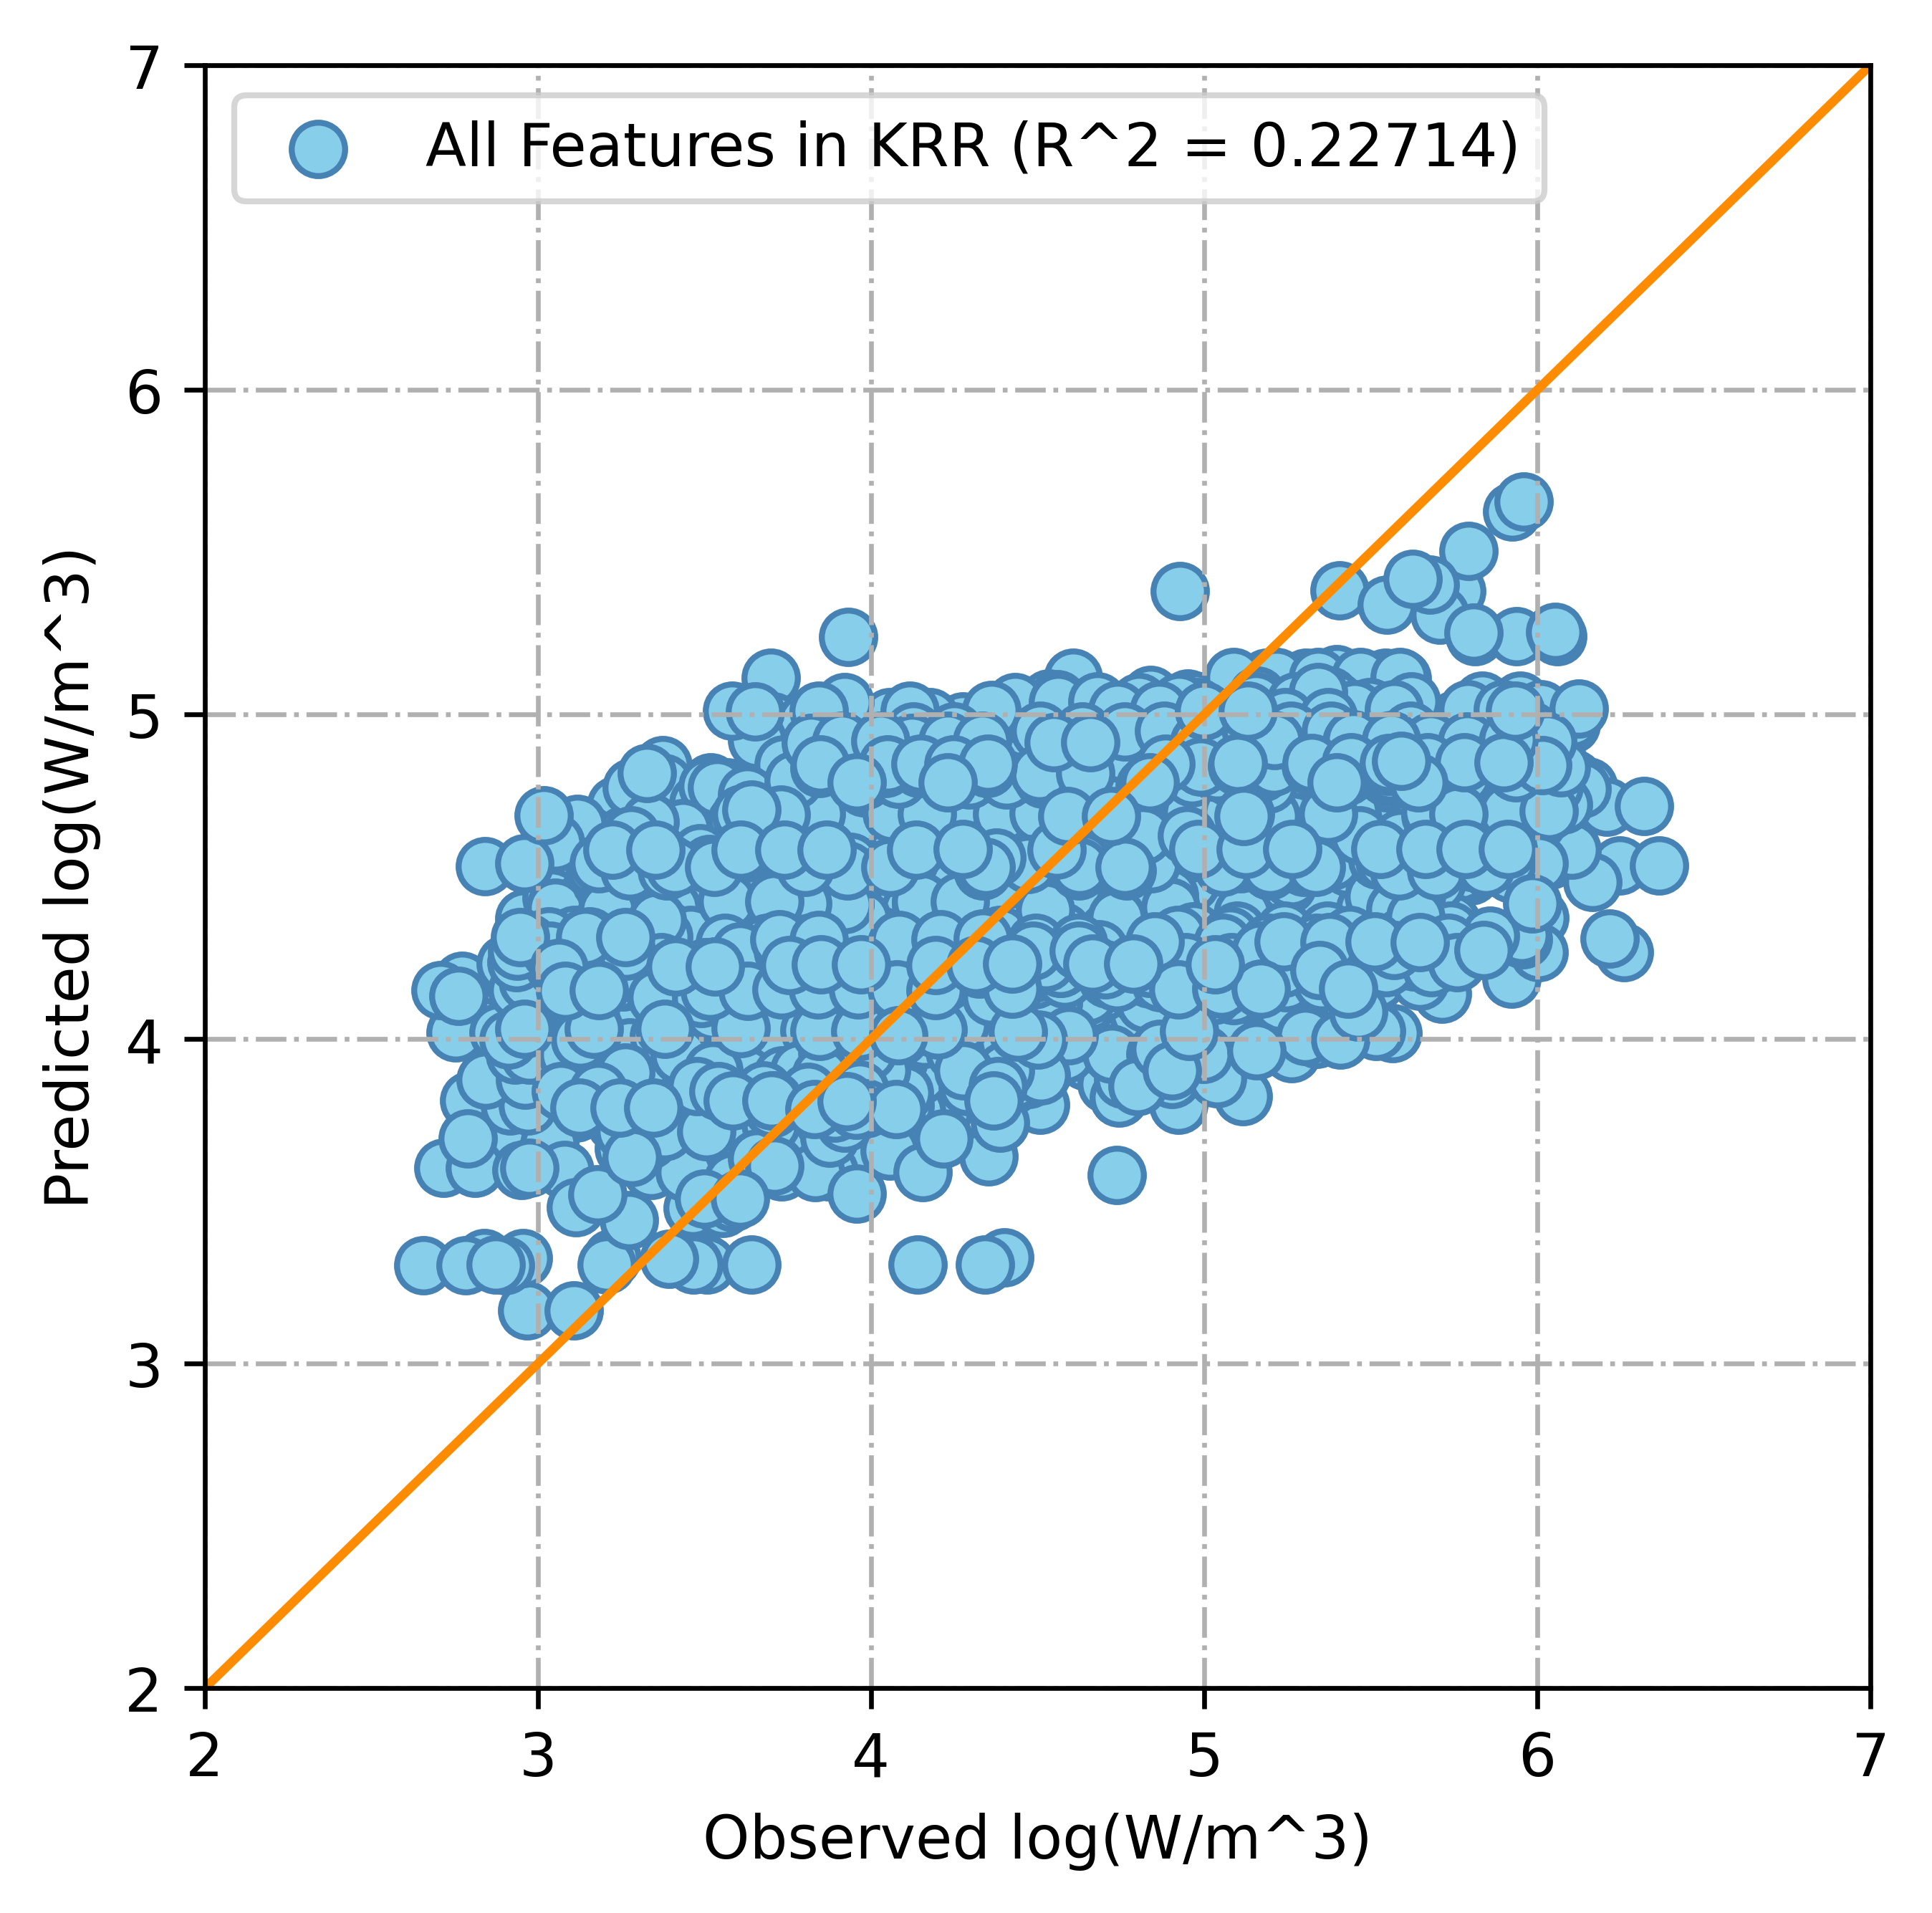 All Features in KRR (R^2 = 0.22714)
7
6
5
4
3
2
Predicted log(W/m^3)
2 3 4 5 6 7
Observed log(W/m^3)